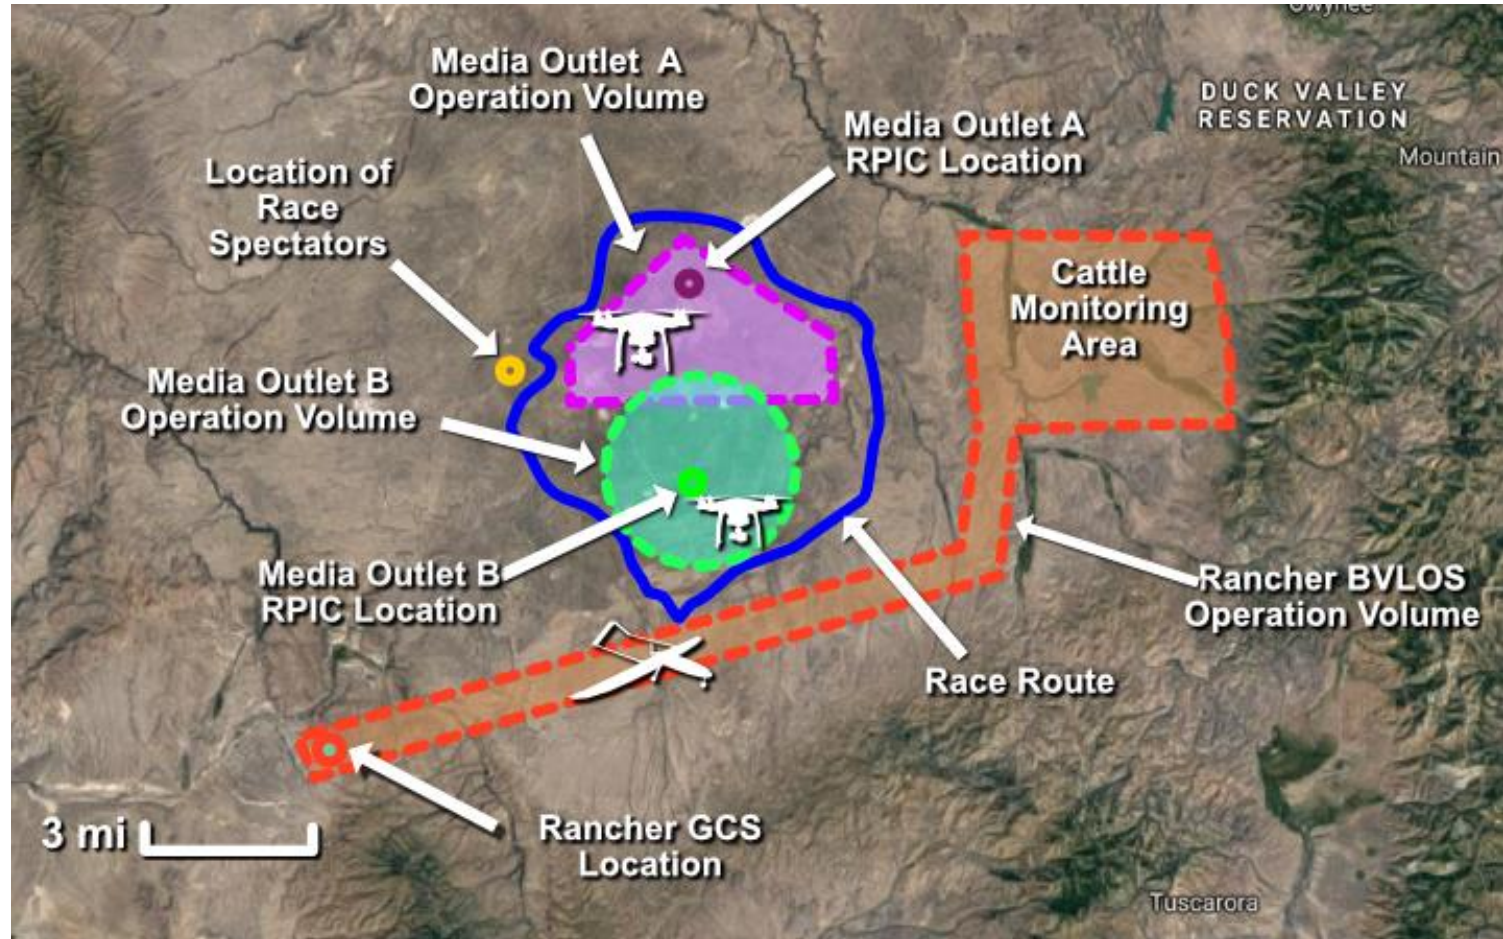 Owyhee
Media Outlet A
Operation Volume
DUCK VALLEY
RESERVATION
Media Outlet A
RPIC Location
Mountain
Location of
Race
Spectators
Cattle
Monitoring
Area
Media Outlet B
Operation Volume
Media Outlet B
RPIC Location
Rancher BVLOS
Operation Volume
Race Route
3 mi
Rancher GCS
Location
Tuscarora